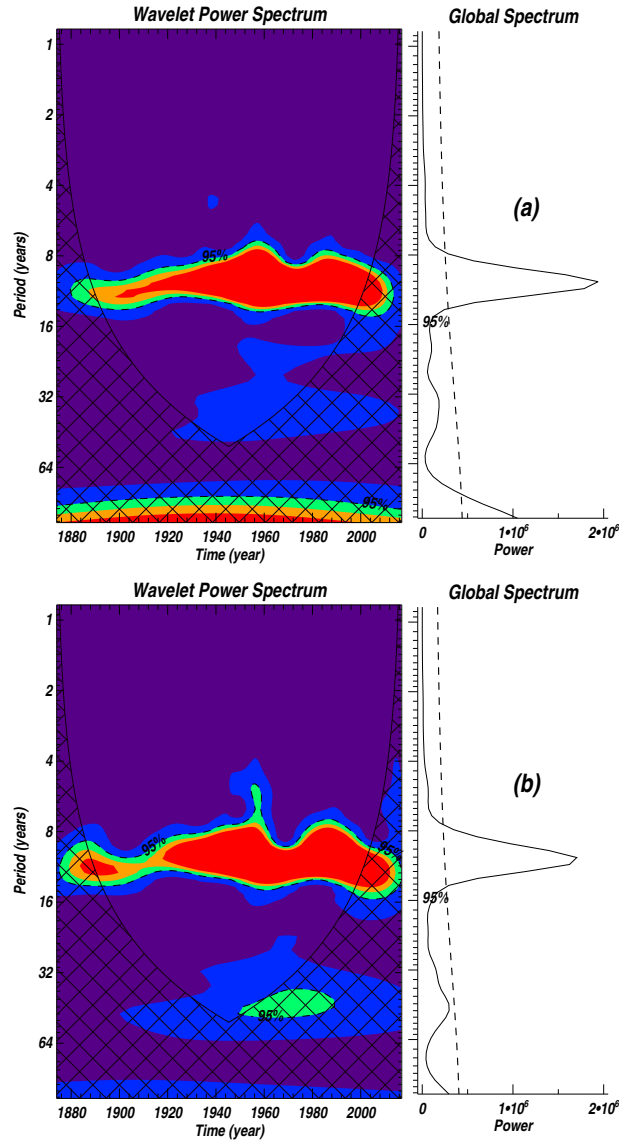 Wavelet Power Spectrum Global Spectrum
1
2
4
8
16
32
64
Period (years)
95%
95%
(a)
95%
1880 1900 1920 1940 1960 1980 2000
Time (year)
0 1•10⁶ 2•10⁶
Power
Wavelet Power Spectrum Global Spectrum
1
2
4
8
16
32
64
Period (years)
95%
95%
95%
95%
(b)
95%
1880 1900 1920 1940 1960 1980 2000
Time (year)
0 1•10⁶ 2•10⁶
Power